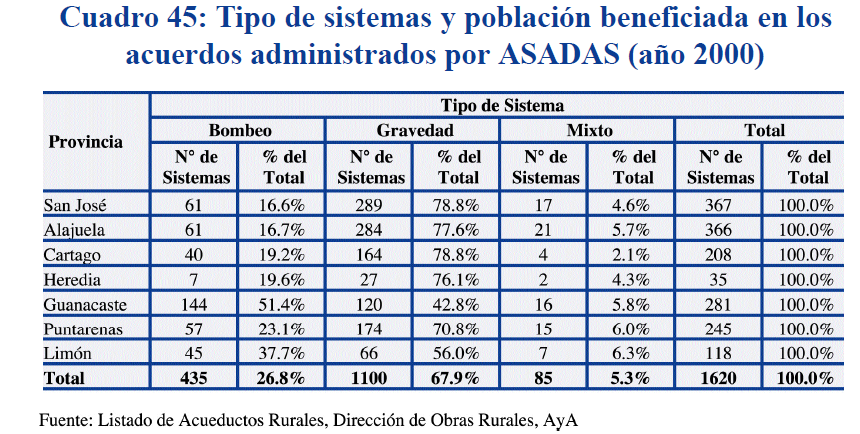 Cuadro 45: Tipo de sistemas y población beneficiada en los
acuerdos administrados por ASADAS (año 2000)
Tipo de Sistema
Provincia Bombeo Gravedad Mixto Total
N° de Sistemas % del Total N° de Sistemas % del Total N° de Sistemas % del Total N° de Sistemas % del Total
San José 61 16.6% 289 78.8% 17 4.6% 367 100.0%
Alajuela 61 16.7% 284 77.6% 21 5.7% 366 100.0%
Cartago 40 19.2% 164 78.8% 4 2.1% 208 100.0%
Heredia 7 19.6% 27 76.1% 2 4.3% 35 100.0%
Guanacaste 144 51.4% 120 42.8% 16 5.8% 281 100.0%
Puntarenas 57 23.1% 174 70.8% 15 6.0% 245 100.0%
Limón 45 37.7% 66 56.0% 7 6.3% 118 100.0%
Total 435 26.8% 1100 67.9% 85 5.3% 1620 100.0%
Fuente: Listado de Acueductos Rurales, Dirección de Obras Rurales, AyA